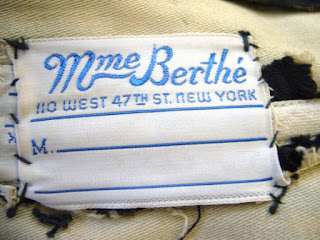 Mme Berthé
110 WEST 47TH ST. NEW YORK
M.